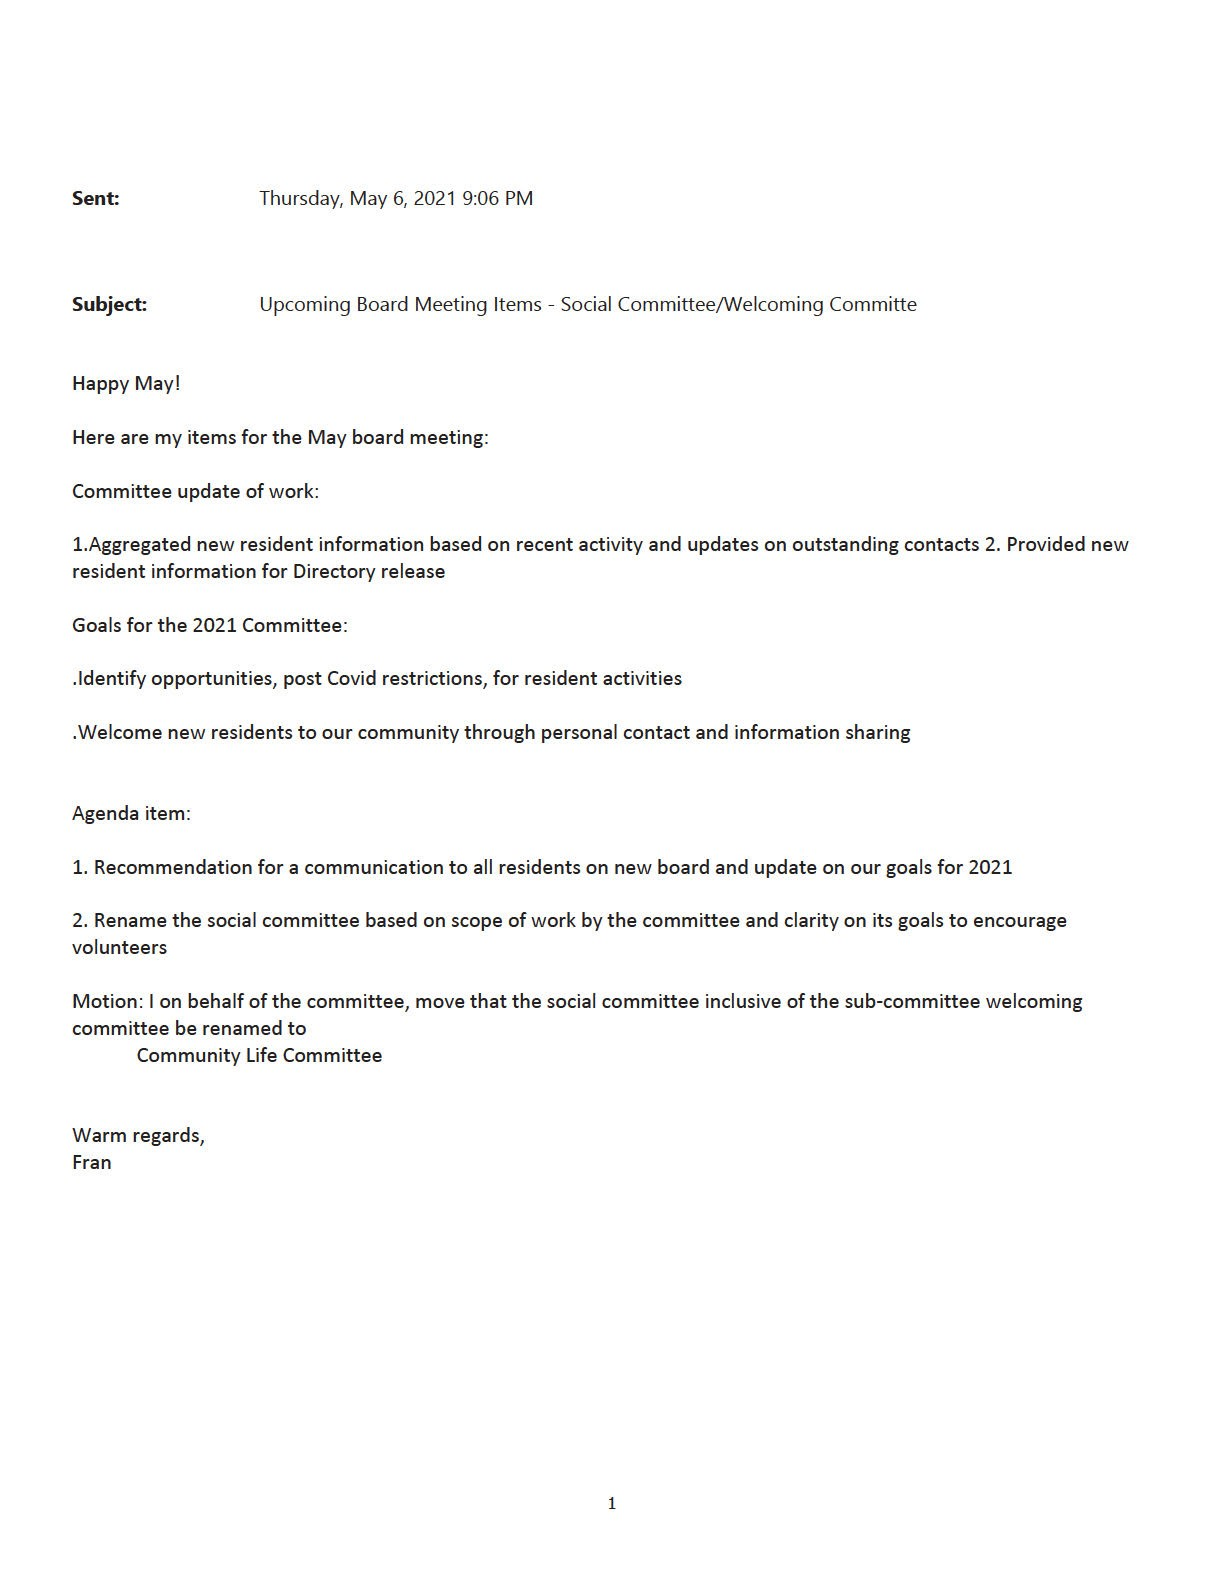 Sent: Thursday, May 6, 2021 9:06 PM
Subject: Upcoming Board Meeting Items - Social Committee/Welcoming Committe
Happy May!
Here are my items for the May board meeting:
Committee update of work:
1.Aggregated new resident information based on recent activity and updates on outstanding contacts 2. Provided new
resident information for Directory release
Goals for the 2021 Committee:
.Identify opportunities, post Covid restrictions, for resident activities
.Welcome new residents to our community through personal contact and information sharing
Agenda item:
1. Recommendation for a communication to all residents on new board and update on our goals for 2021
2. Rename the social committee based on scope of work by the committee and clarity on its goals to encourage
volunteers
Motion: I on behalf of the committee, move that the social committee inclusive of the sub-committee welcoming
committee be renamed to
Community Life Committee
Warm regards,
Fran
1